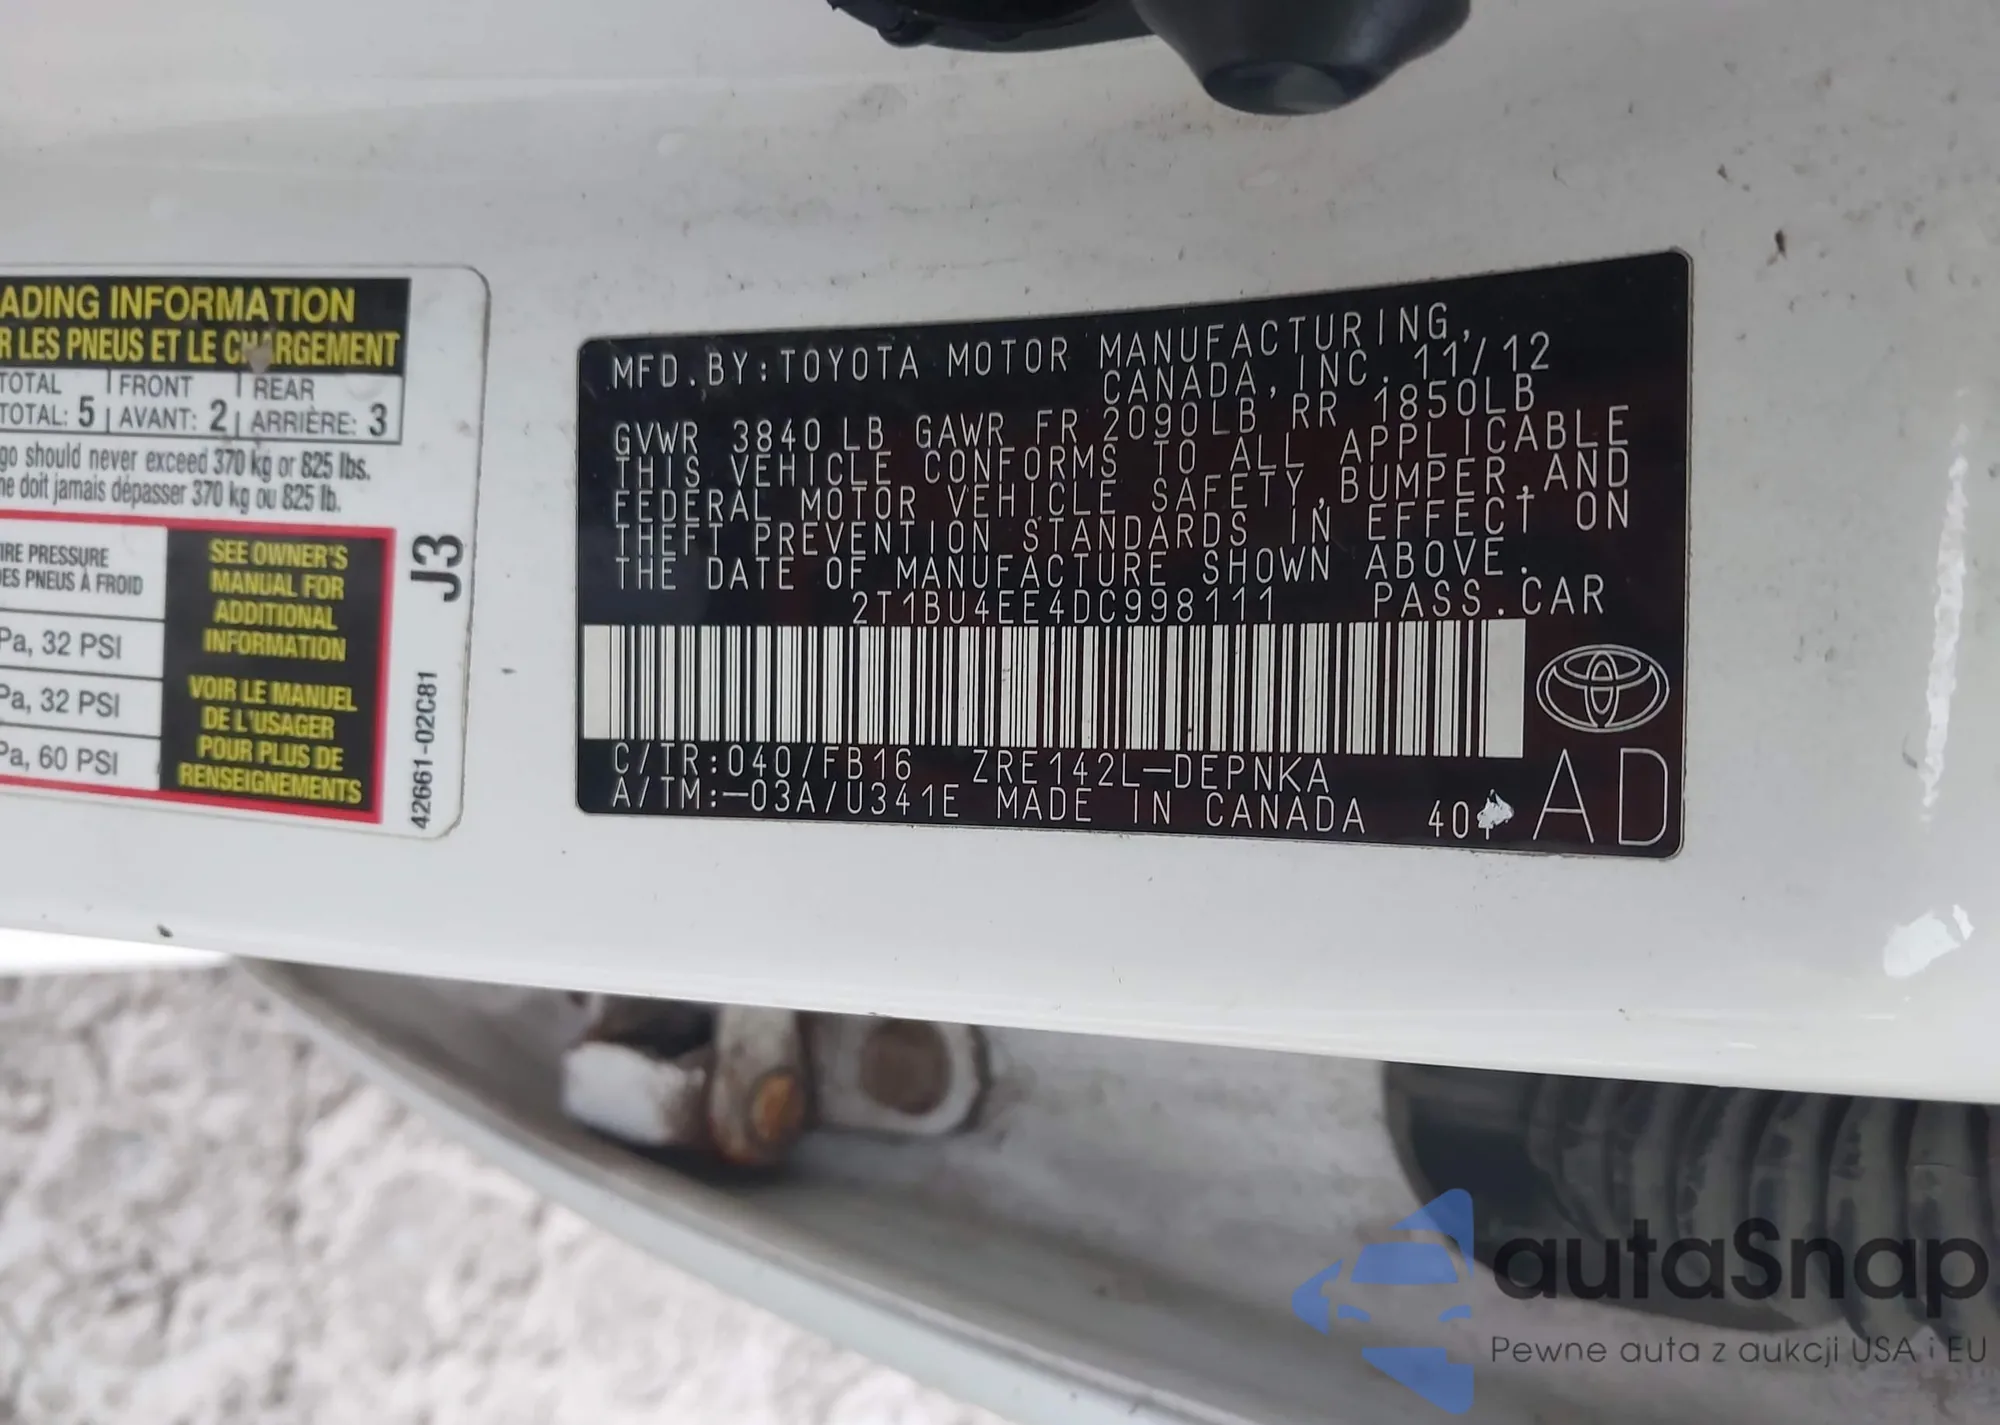 ADING INFORMATION
R LES PNEUS ET LE CHARGEMENT
TOTAL FRONT REAR
TOTAL: 5 AVANT: 2 ARRIÈRE: 3
go should never exceed 370 kg or 825 lbs.
ne doit jamais dépasser 370 kg ou 825 lb.
IRE PRESSURE
DES PNEUS À FROID
Pa, 32 PSI
Pa, 32 PSI
Pa, 60 PSI
SEE OWNER'S
MANUAL FOR
ADDITIONAL
INFORMATION
VOIR LE MANUEL
DE L'USAGER
POUR PLUS DE
RENSEIGNEMENTS
J3
42661-02C81
MFD.BY:TOYOTA MOTOR MANUFACTURING,
CANADA,INC. 11/12
GVWR 3840 LB GAWR FR 2090LB RR 1850LB
THIS VEHICLE CONFORMS TO ALL APPLICABLE
FEDERAL MOTOR VEHICLE SAFETY,BUMPER,AND
THEFT PREVENTION STANDARDS IN EFFECT ON
THE DATE OF MANUFACTURE SHOWN ABOVE.
2T1BU4EE4DC998111 PASS.CAR
C/TR:040/FB16 ZRE142L-DEPNKA
A/TM:-03A/U341E MADE IN CANADA
AD
autaSnap
Pewne auta z aukcji USA i EU